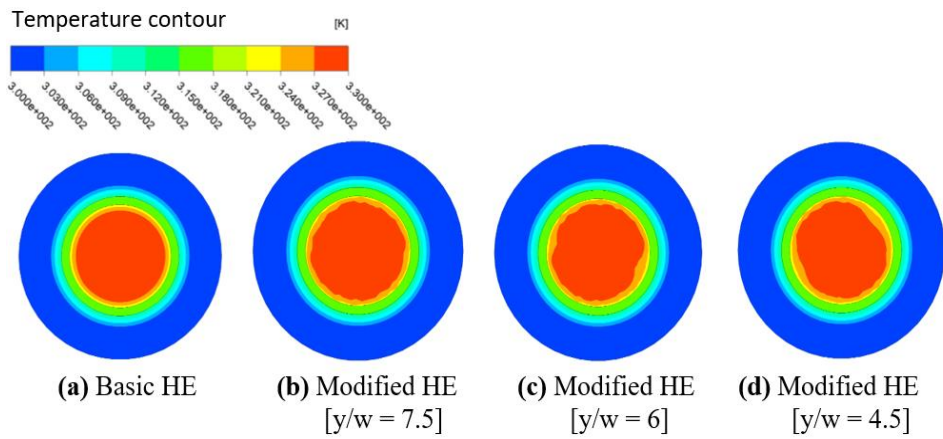 Temperature contour
[K]
3.000e+002
3.030e+002
3.060e+002
3.090e+002
3.120e+002
3.150e+002
3.180e+002
3.210e+002
3.240e+002
3.270e+002
3.300e+002
(a) Basic HE
(b) Modified HE
[y/w = 7.5]
(c) Modified HE
[y/w = 6]
(d) Modified HE
[y/w = 4.5]